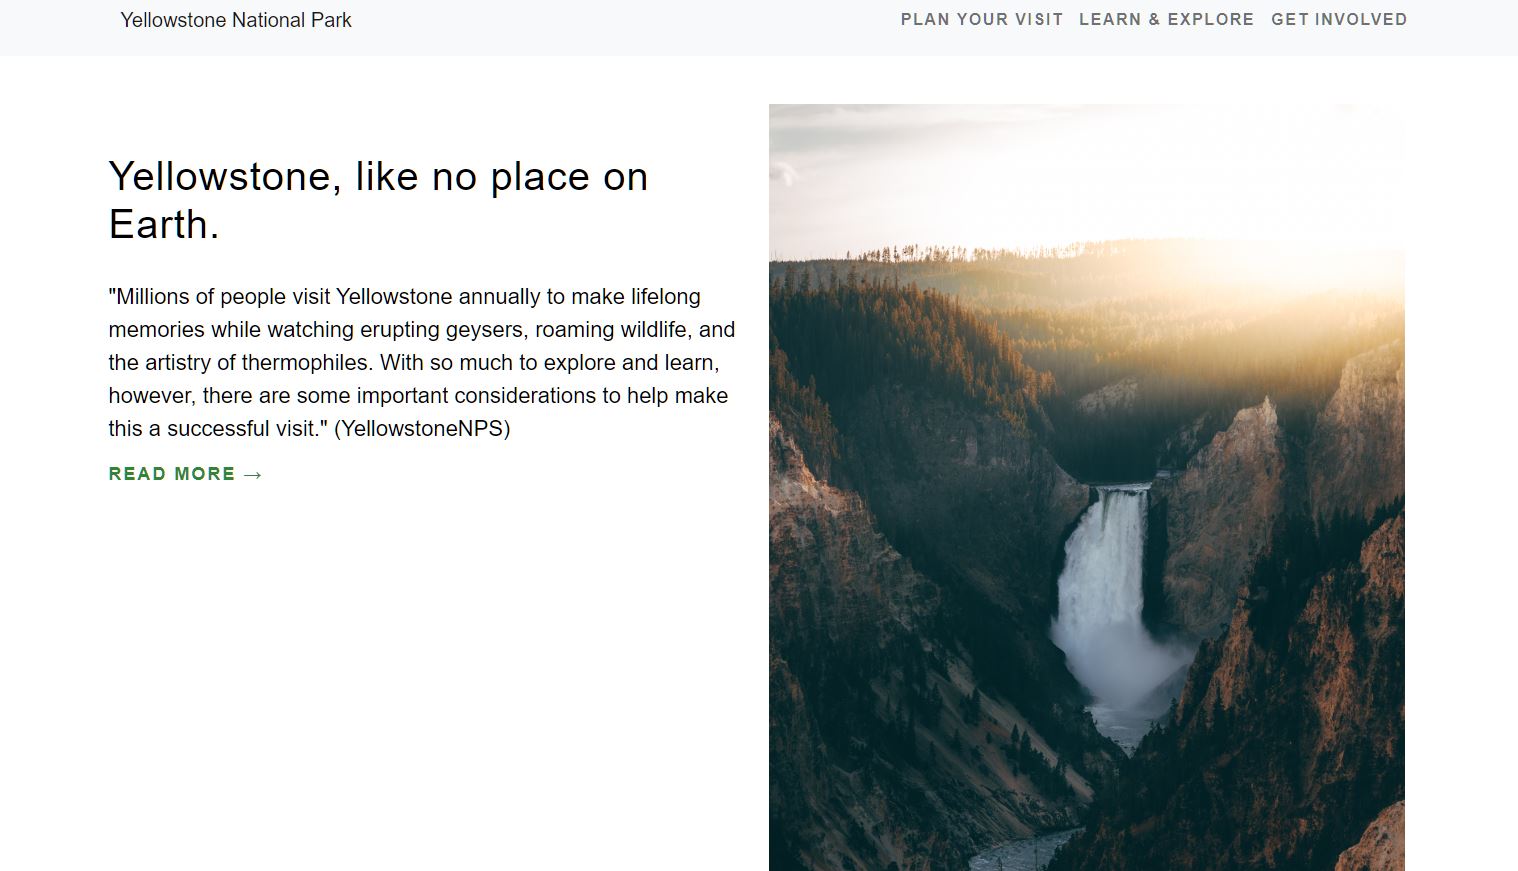 Yellowstone National Park
PLAN YOUR VISIT LEARN & EXPLORE GET INVOLVED
Yellowstone, like no place on
Earth.
"Millions of people visit Yellowstone annually to make lifelong
memories while watching erupting geysers, roaming wildlife, and
the artistry of thermophiles. With so much to explore and learn,
however, there are some important considerations to help make
this a successful visit." (YellowstoneNPS)
READ MORE →